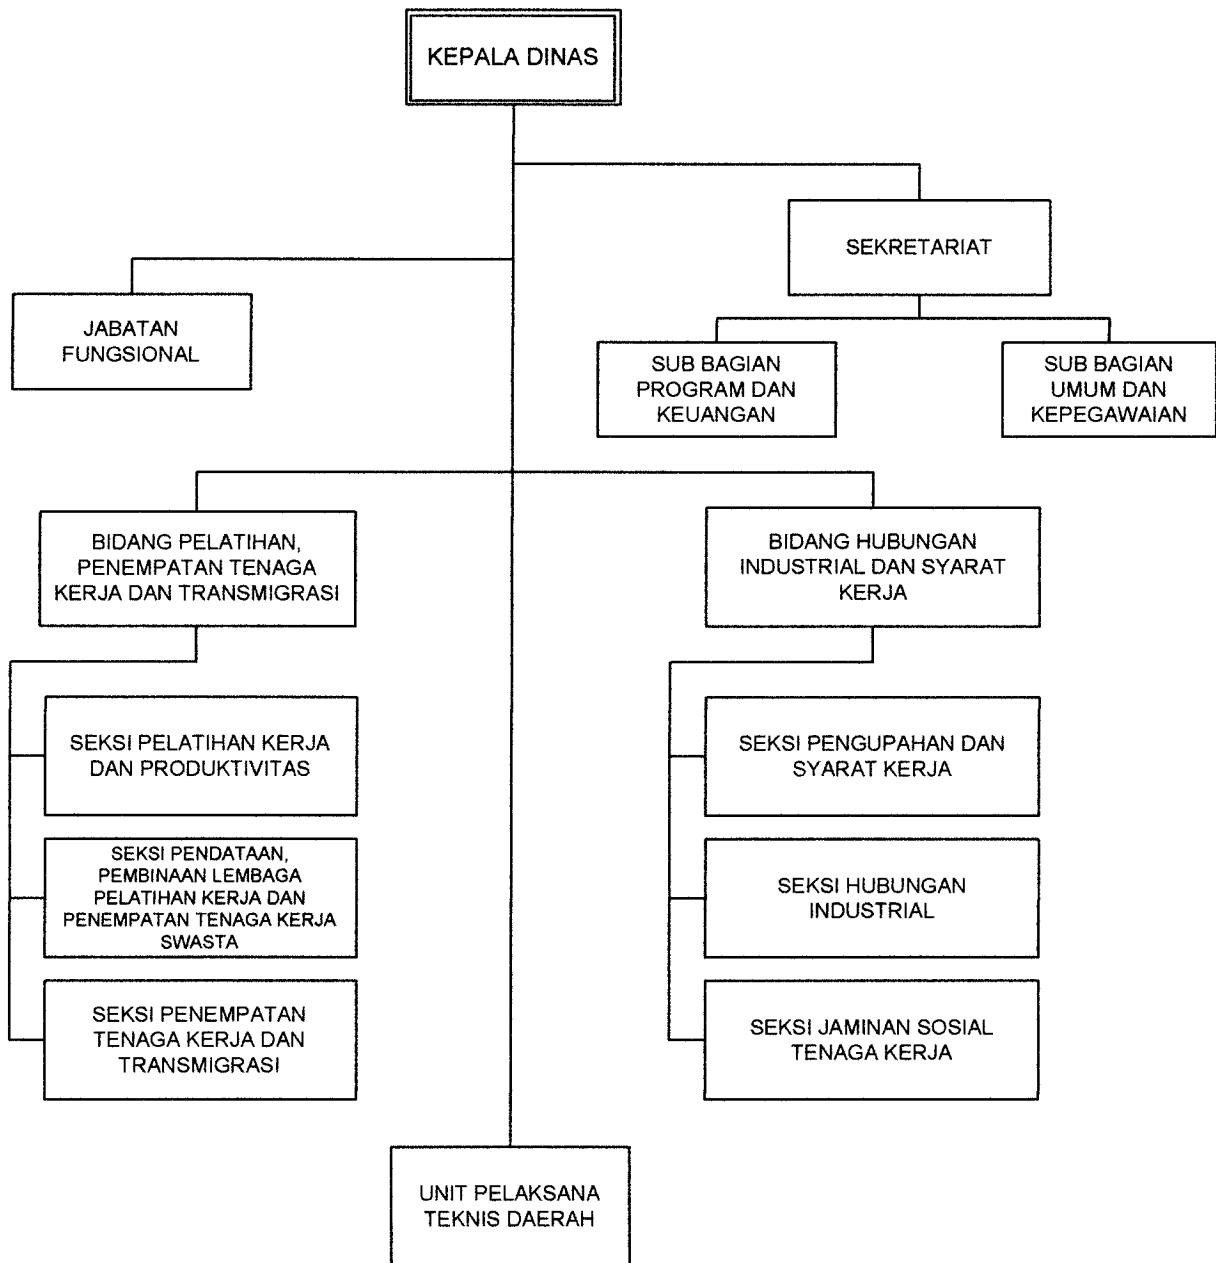 KEPALA DINAS
SEKRETARIAT
JABATAN
FUNGSIONAL
SUB BAGIAN
PROGRAM DAN
KEUANGAN
SUB BAGIAN
UMUM DAN
KEPEGAWAIAN
BIDANG PELATIHAN,
PENEMPATAN TENAGA
KERJA DAN TRANSMIGRASI
BIDANG HUBUNGAN
INDUSTRIAL DAN SYARAT
KERJA
SEKSI PELATIHAN KERJA
DAN PRODUKTIVITAS
SEKSI PENGUPAHAN DAN
SYARAT KERJA
SEKSI PENDATAAN,
PEMBINAAN LEMBAGA
PELATIHAN KERJA DAN
PENEMPATAN TENAGA KERJA
SWASTA
SEKSI HUBUNGAN
INDUSTRIAL
SEKSI PENEMPATAN
TENAGA KERJA DAN
TRANSMIGRASI
SEKSI JAMINAN SOSIAL
TENAGA KERJA
UNIT PELAKSANA
TEKNIS DAERAH